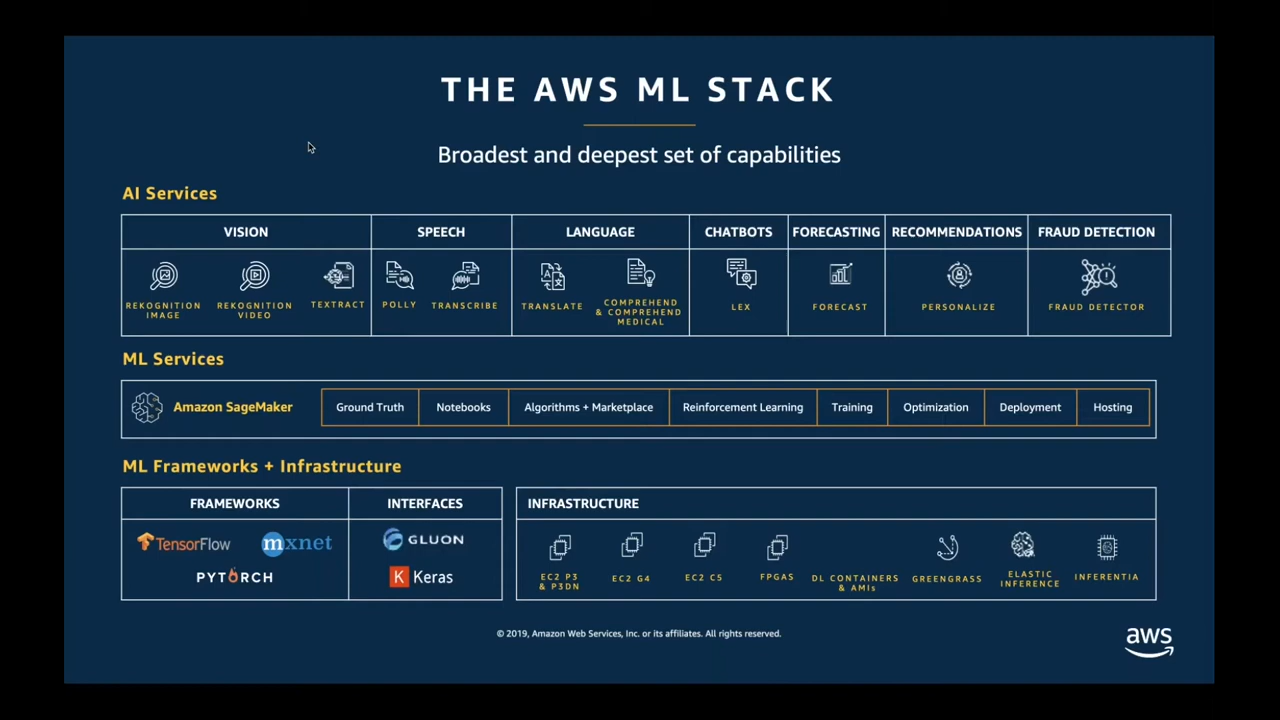 THE AWS ML STACK
Broadest and deepest set of capabilities
AI Services
VISION
SPEECH
LANGUAGE
CHATBOTS
FORECASTING
RECOMMENDATIONS
FRAUD DETECTION
REKOGNITION
IMAGE
REKOGNITION
VIDEO
TEXTRACT
POLLY
TRANSCRIBE
TRANSLATE
COMPREHEND
& COMPREHEND
MEDICAL
LEX
FORECAST
PERSONALIZE
FRAUD DETECTOR
ML Services
Amazon SageMaker
Ground Truth
Notebooks
Algorithms + Marketplace
Reinforcement Learning
Training
Optimization
Deployment
Hosting
ML Frameworks + Infrastructure
FRAMEWORKS
INTERFACES
INFRASTRUCTURE
TensorFlow
mxnet
PYTORCH
GLUON
K Keras
EC2 P3
& P3DN
EC2 G4
EC2 C5
FPGAS
DL CONTAINERS
& AMIs
GREENGRASS
ELASTIC
INFERENCE
INFERENTIA
© 2019, Amazon Web Services, Inc. or its affiliates. All rights reserved.
aws